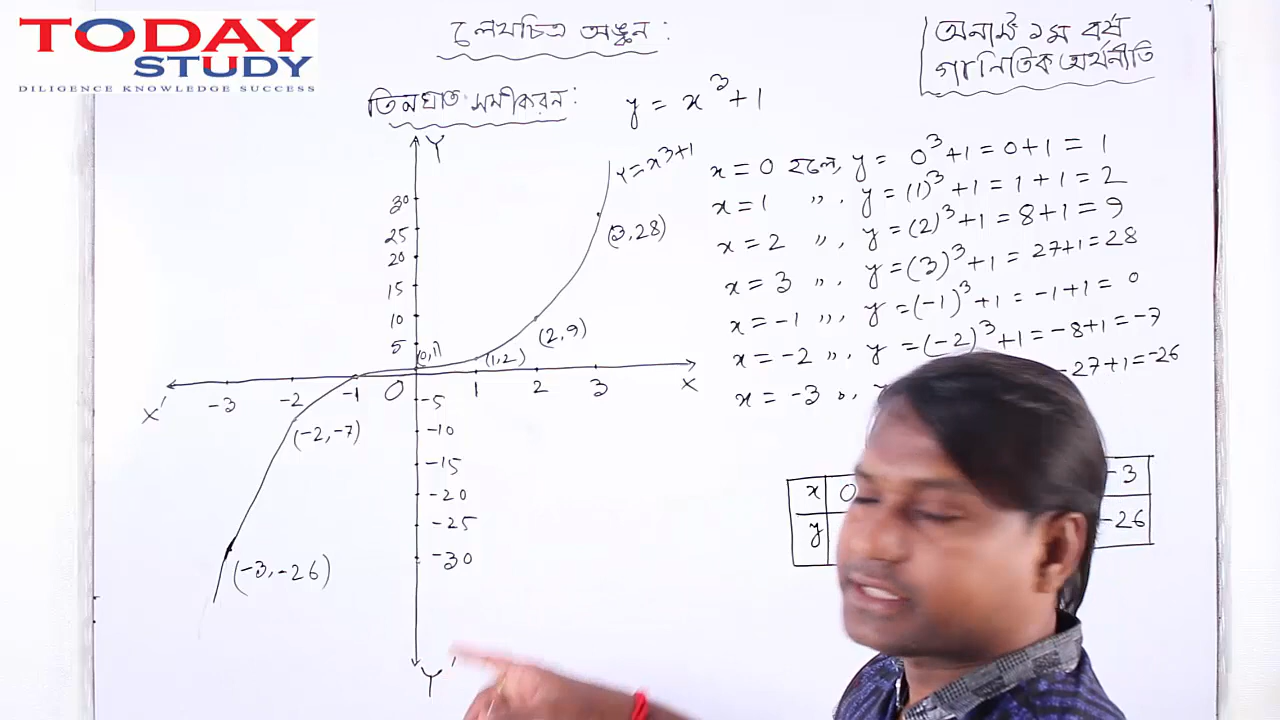 TODAY
STUDY
DILIGENCE KNOWLEDGE SUCCESS
লেখচিত্র অঙ্কন:
অনার্স ১ম বর্ষ
গাণিতিক অর্থনীতি
তিনঘাত সমীকরন: y = x³+1
x = 0 হলে, y = 0³+1 = 0+1 = 1
x = 1 ,, , y = (1)³+1 = 1+1 = 2
x = 2 ,, , y = (2)³+1 = 8+1 = 9
x = 3 ,, , y = (3)³+1 = 27+1 = 28
x = -1 ,, , y = (-1)³+1 = -1+1 = 0
x = -2 ,, , y = (-2)³+1 = -8+1 = -7
x = -3 ,, , -27+1 = -26
x 0 -3
y -26
Y
Y = x³+1
30
25
20
15
10
5
(3,28)
(2,9)
(1,2)
(0,1)
X' -3 -2 -1 O 1 2 3 X
-5
-10
-15
-20
-25
-30
(-2,-7)
(-3,-26)
Y'